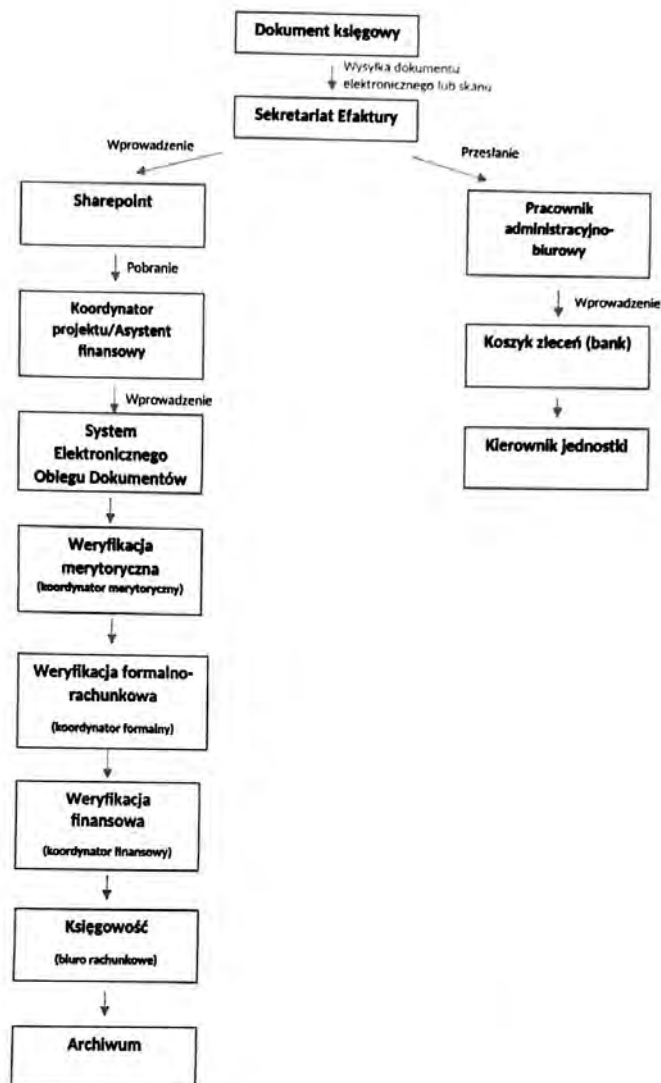 Dokument księgowy
Wysyłka dokumentu
elektronicznego lub skanu
Sekretariat Efaktury
Wprowadzenie
Przesłanie
Sharepoint
Pracownik
administracyjno-
biurowy
Pobranie
Wprowadzenie
Koordynator
projektu/Asystent
finansowy
Koszyk zleceń (bank)
Wprowadzenie
System
Elektronicznego
Obiegu Dokumentów
Kierownik jednostki
Weryfikacja
merytoryczna
(koordynator merytoryczny)
Weryfikacja formalno-
rachunkowa
(koordynator formalny)
Weryfikacja
finansowa
(koordynator finansowy)
Księgowość
(biuro rachunkowe)
Archiwum